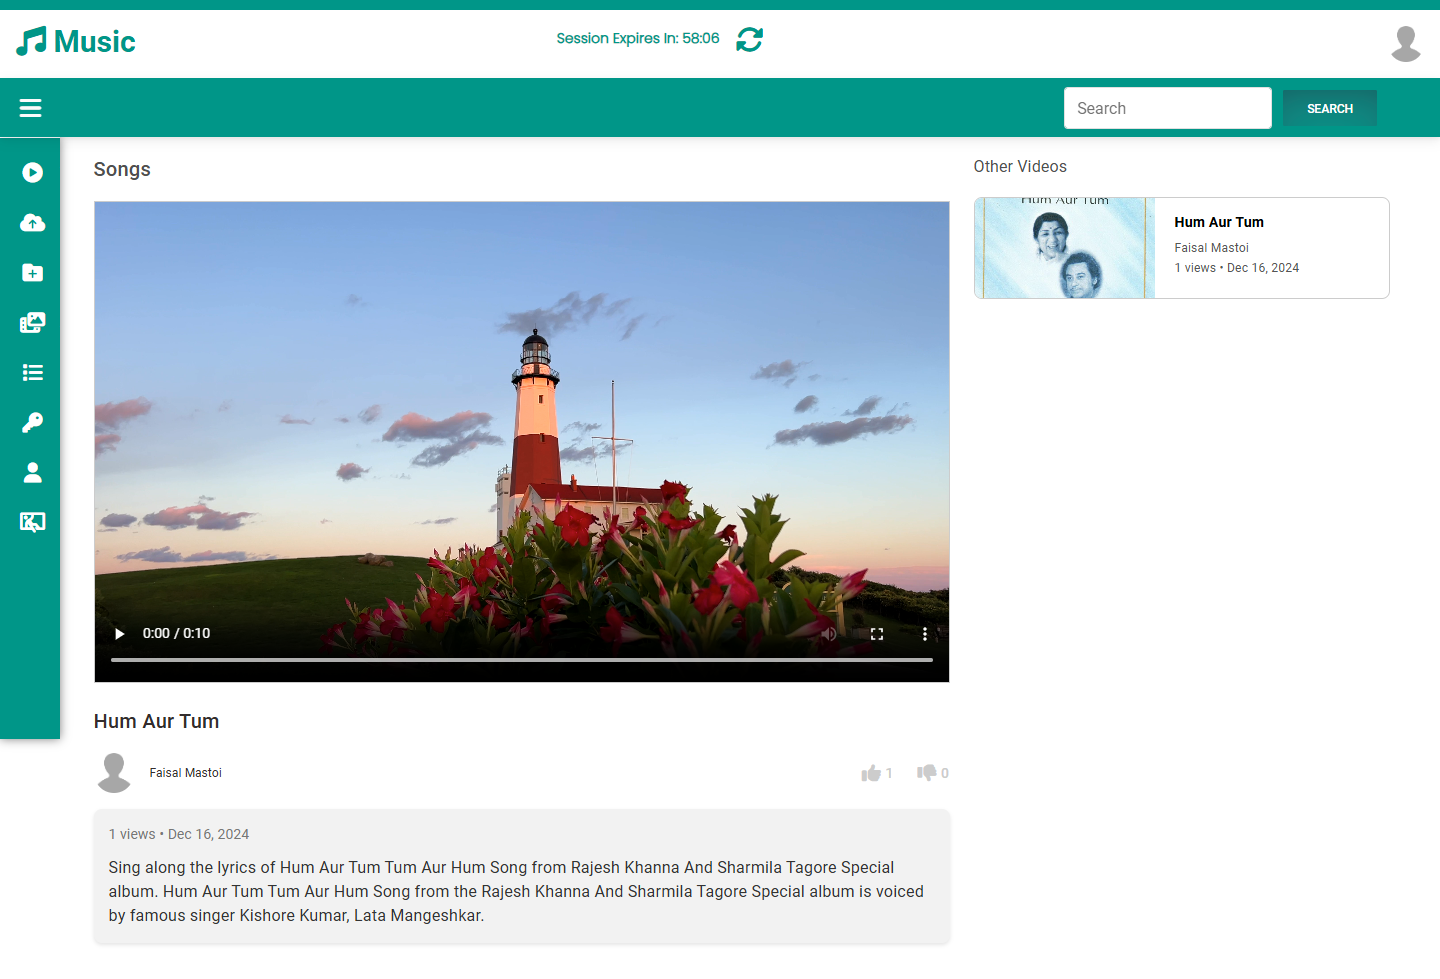 Music
Session Expires In: 58:06
Search
SEARCH
Songs
0:00 / 0:10
Hum Aur Tum
Faisal Mastoi
1
0
1 views • Dec 16, 2024
Sing along the lyrics of Hum Aur Tum Tum Aur Hum Song from Rajesh Khanna And Sharmila Tagore Special
album. Hum Aur Tum Tum Aur Hum Song from the Rajesh Khanna And Sharmila Tagore Special album is voiced
by famous singer Kishore Kumar, Lata Mangeshkar.
Other Videos
Hum Aur Tum
Hum Aur Tum
Faisal Mastoi
1 views • Dec 16, 2024